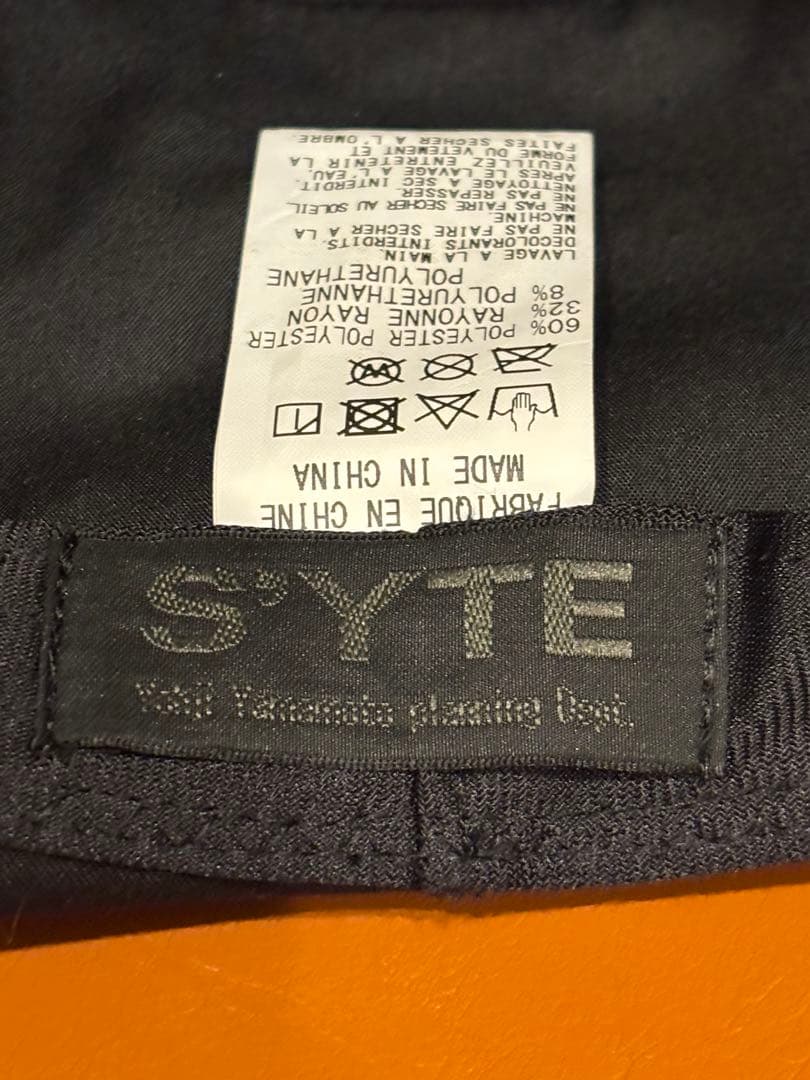 FABRIQUE EN CHINE
MADE IN CHINA
60% POLYESTER POLYESTER
32% RAYONNE RAYON
8% POLYURETHANNE
POLYURETHANE
LAVAGE A LA MAIN.
DECOLORANTS INTERDITS.
NE PAS FAIRE SECHER A LA
MACHINE.
NE PAS FAIRE SECHER AU SOLEIL
NE PAS REPASSER.
NETTOYAGE A SEC INTERDIT.
APRES LE LAVAGE A L'EAU.
VEUILLEZ ENTRETENIR LA
FORME DU VETEMENT ET
FAITES SECHER A L'OMBRE
S'YTE
Yohji Yamamoto planning Dept.